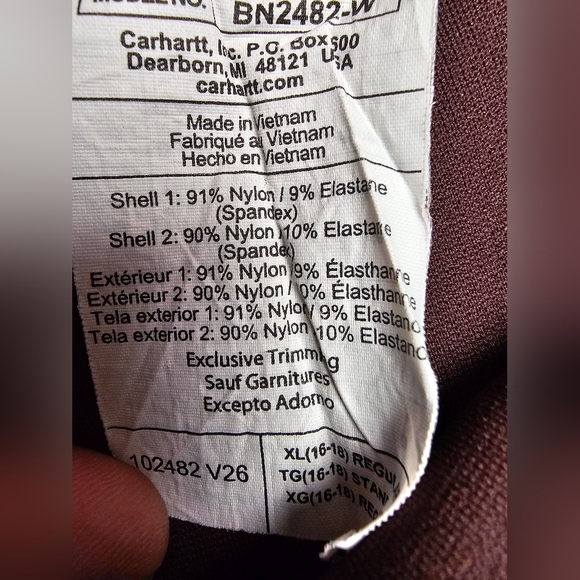 MODEL NO. BN2482-W
Carhartt, Inc. P.O. Box 600
Dearborn, MI 48121 USA
carhartt.com
Made in Vietnam
Fabriqué au Vietnam
Hecho en Vietnam
Shell 1: 91% Nylon / 9% Elastane
(Spandex)
Shell 2: 90% Nylon 10% Elastane
(Spandex)
Extérieur 1: 91% Nylon 9% Élasthanne
Extérieur 2: 90% Nylon / 10% Élasthanne
Tela exterior 1: 91% Nylon / 9% Elastano
Tela exterior 2: 90% Nylon 10% Elastano
Exclusive Trimming
Sauf Garnitures
Excepto Adorno
102482 V26
XL(16-18) REGULAR
TG(16-18)
XG(16-18)